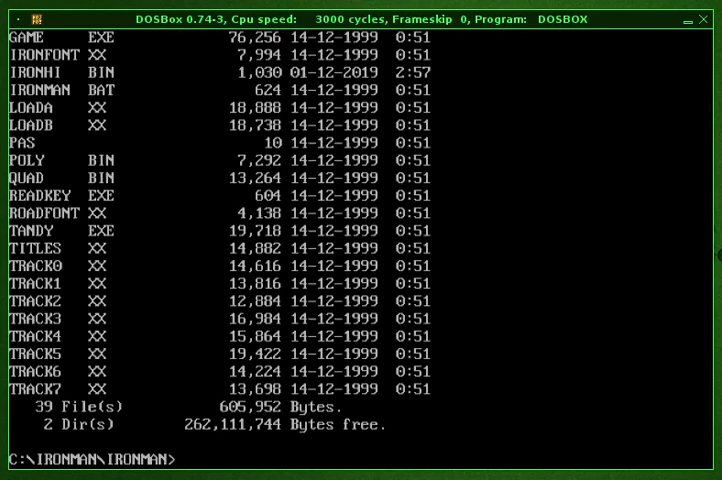 DOSBox 0.74-3, Cpu speed:    3000 cycles, Frameskip  0, Program:   DOSBOX
GAME     EXE             76,256 14-12-1999  0:51
IRONFONT XX               7,994 14-12-1999  0:51
IRONHI   BIN              1,030 01-12-2019  2:57
IRONMAN  BAT                624 14-12-1999  0:51
LOADA    XX              18,888 14-12-1999  0:51
LOADB    XX              18,738 14-12-1999  0:51
PAS                          10 14-12-1999  0:51
POLY     BIN              7,292 14-12-1999  0:51
QUAD     BIN             13,264 14-12-1999  0:51
READKEY  EXE                604 14-12-1999  0:51
ROADFONT XX               4,138 14-12-1999  0:51
TANDY    EXE             19,718 14-12-1999  0:51
TITLES   XX              14,882 14-12-1999  0:51
TRACK0   XX              14,616 14-12-1999  0:51
TRACK1   XX              13,816 14-12-1999  0:51
TRACK2   XX              12,884 14-12-1999  0:51
TRACK3   XX              16,984 14-12-1999  0:51
TRACK4   XX              15,864 14-12-1999  0:51
TRACK5   XX              19,422 14-12-1999  0:51
TRACK6   XX              14,224 14-12-1999  0:51
TRACK7   XX              13,698 14-12-1999  0:51
   39 File(s)           605,952 Bytes.
    2 Dir(s)        262,111,744 Bytes free.
C:\IRONMAN\IRONMAN>